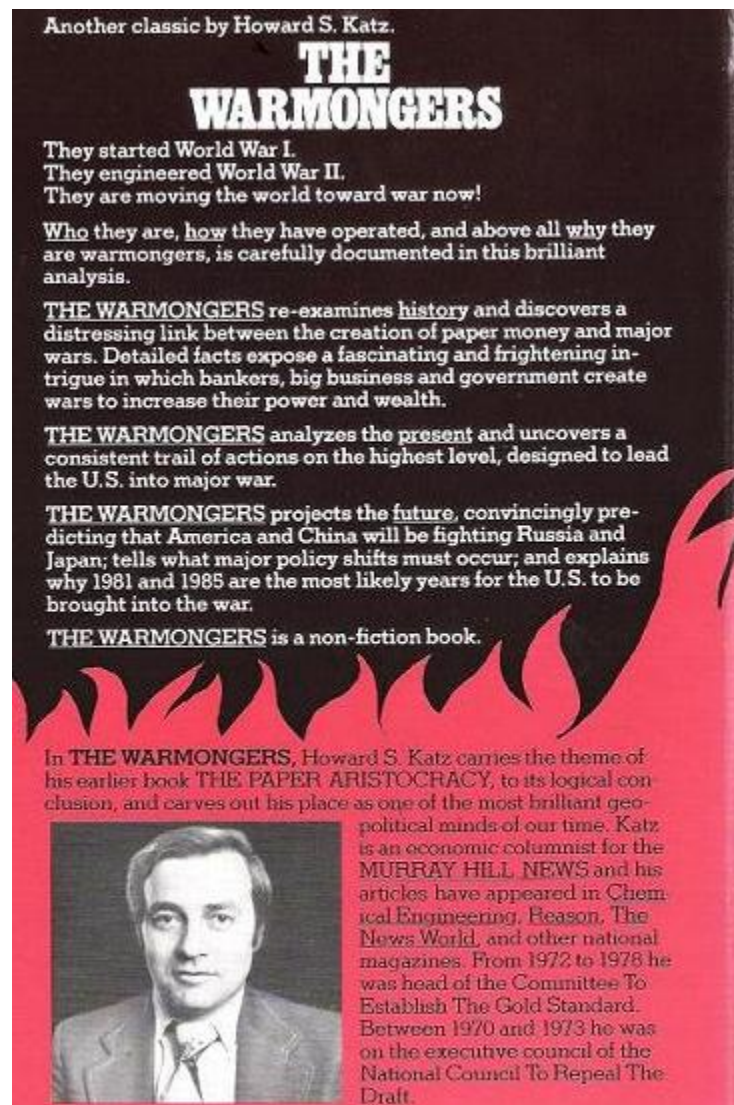 Another classic by Howard S. Katz.
THE
WARMONGERS
They started World War I.
They engineered World War II.
They are moving the world toward war now!
Who they are, how they have operated, and above all why they
are warmongers, is carefully documented in this brilliant
analysis.
THE WARMONGERS re-examines history and discovers a
distressing link between the creation of paper money and major
wars. Detailed facts expose a fascinating and frightening in-
trigue in which bankers, big business and government create
wars to increase their power and wealth.
THE WARMONGERS analyzes the present and uncovers a
consistent trail of actions on the highest level, designed to lead
the U.S. into major war.
THE WARMONGERS projects the future, convincingly pre-
dicting that America and China will be fighting Russia and
Japan; tells what major policy shifts must occur; and explains
why 1981 and 1985 are the most likely years for the U.S. to be
brought into the war.
THE WARMONGERS is a non-fiction book.
In THE WARMONGERS, Howard S. Katz carries the theme of
his earlier book THE PAPER ARISTOCRACY, to its logical con-
clusion, and carves out his place as one of the most brilliant geo-
political minds of our time. Katz
is an economic columnist for the
MURRAY HILL NEWS and his
articles have appeared in Chem-
ical Engineering, Reason, The
News World, and other national
magazines. From 1972 to 1978 he
was head of the Committee To
Establish The Gold Standard.
Between 1970 and 1973 he was
on the executive council of the
National Council To Repeal The
Draft.